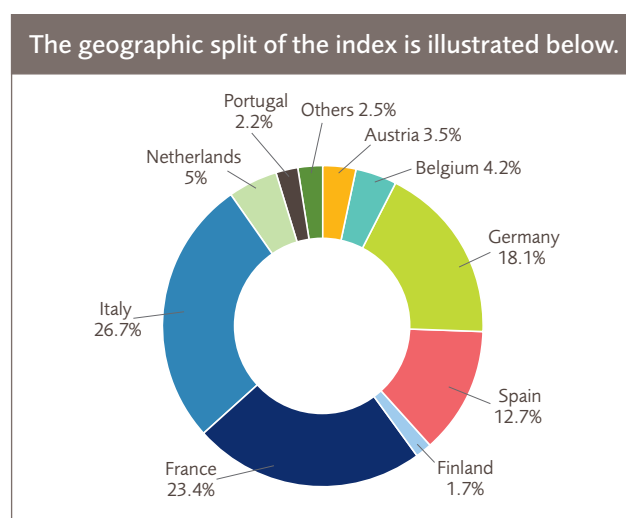 The geographic split of the index is illustrated below.
Portugal
2.2%
Others 2.5%
Austria 3.5%
Netherlands
5%
Belgium 4.2%
Germany
18.1%
Italy
26.7%
Spain
12.7%
France
23.4%
Finland
1.7%